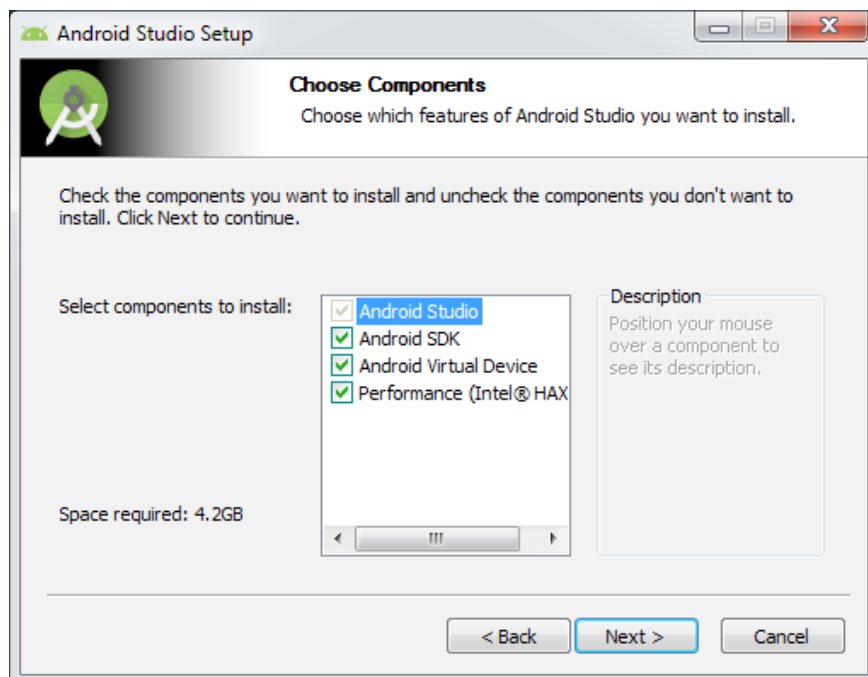 Android Studio Setup
Choose Components
Choose which features of Android Studio you want to install.
Check the components you want to install and uncheck the components you don't want to
install. Click Next to continue.
Select components to install:
Android Studio
Android SDK
Android Virtual Device
Performance (Intel® HAX
Description
Position your mouse
over a component to
see its description.
Space required: 4.2GB
< Back
Next >
Cancel